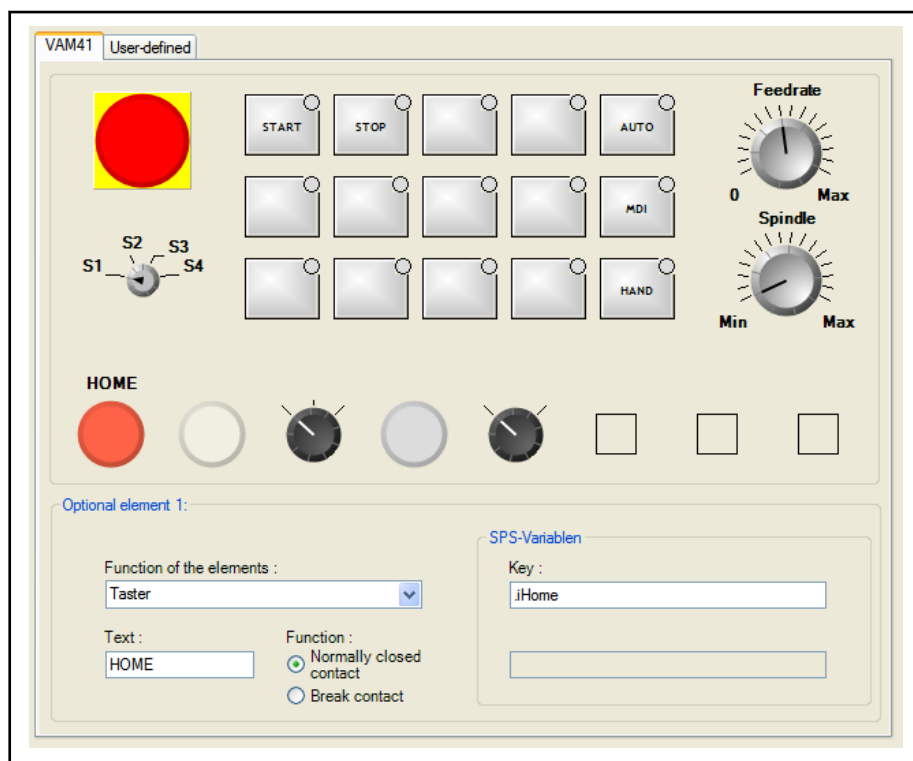 VAM41
User-defined
START
STOP
AUTO
Feedrate
0
Max
MDI
Spindle
S1
S2
S3
S4
HAND
Min
Max
HOME
Optional element 1:
Function of the elements :
Taster
Text :
HOME
Function :
Normally closed
contact
Break contact
SPS-Variablen
Key :
.iHome